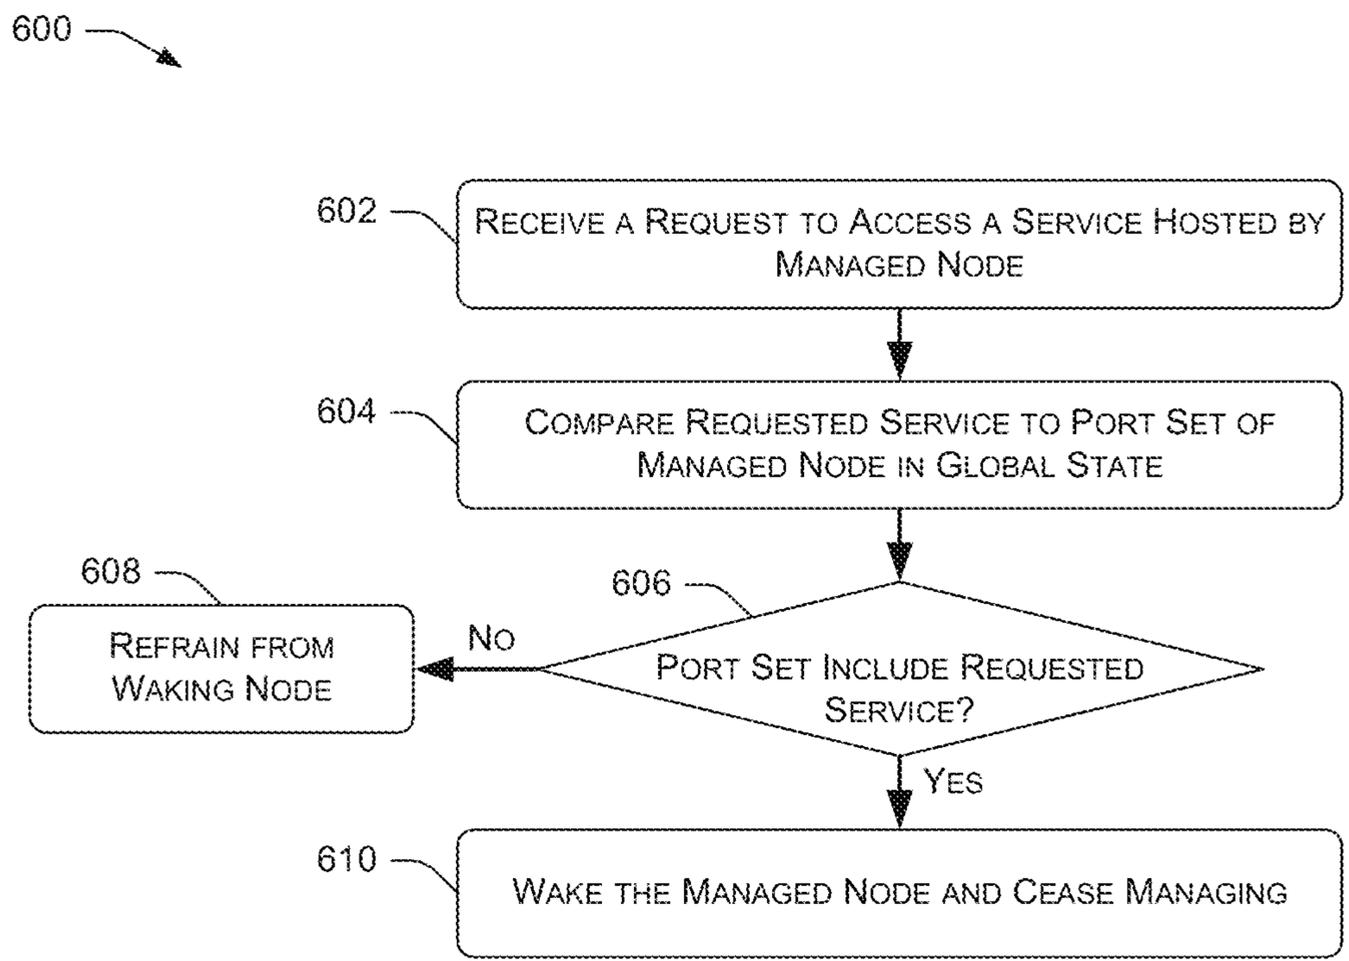 600
602
RECEIVE A REQUEST TO ACCESS A SERVICE HOSTED BY
MANAGED NODE
604
COMPARE REQUESTED SERVICE TO PORT SET OF
MANAGED NODE IN GLOBAL STATE
608
606
REFRAIN FROM
WAKING NODE
NO
PORT SET INCLUDE REQUESTED
SERVICE?
YES
610
WAKE THE MANAGED NODE AND CEASE MANAGING